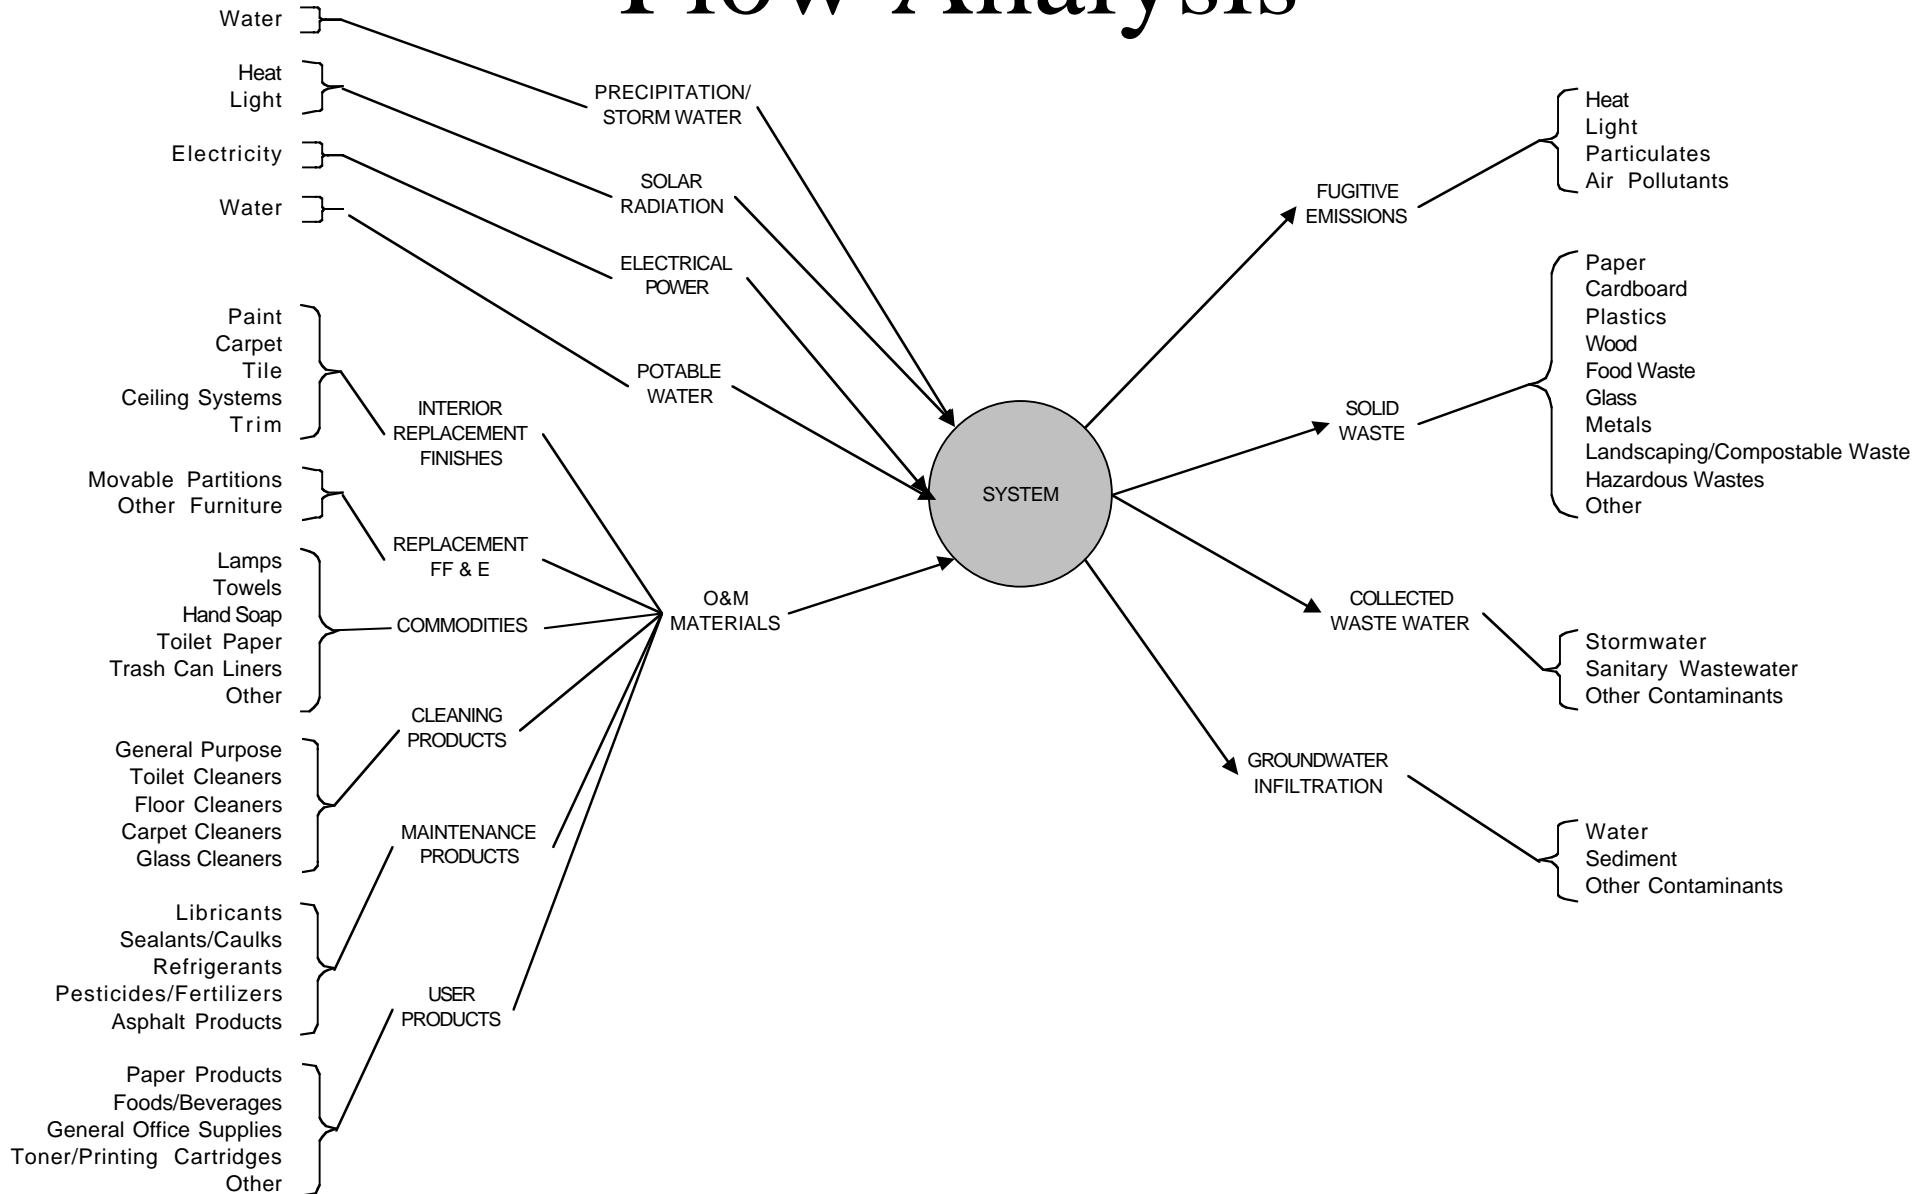 Flow Analysis
Water
Heat
Light
Electricity
Water
Paint
Carpet
Tile
Ceiling Systems
Trim
Movable Partitions
Other Furniture
Lamps
Towels
Hand Soap
Toilet Paper
Trash Can Liners
Other
General Purpose
Toilet Cleaners
Floor Cleaners
Carpet Cleaners
Glass Cleaners
Libricants
Sealants/Caulks
Refrigerants
Pesticides/Fertilizers
Asphalt Products
Paper Products
Foods/Beverages
General Office Supplies
Toner/Printing Cartridges
Other
INTERIOR
REPLACEMENT
FINISHES
REPLACEMENT
FF & E
COMMODITIES
CLEANING
PRODUCTS
MAINTENANCE
PRODUCTS
USER
PRODUCTS
PRECIPITATION/
STORM WATER
SOLAR
RADIATION
ELECTRICAL
POWER
POTABLE
WATER
O&M
MATERIALS
SYSTEM
FUGITIVE
EMISSIONS
SOLID
WASTE
COLLECTED
WASTE WATER
GROUNDWATER
INFILTRATION
Heat
Light
Particulates
Air Pollutants
Paper
Cardboard
Plastics
Wood
Food Waste
Glass
Metals
Landscaping/Compostable Waste
Hazardous Wastes
Other
Stormwater
Sanitary Wastewater
Other Contaminants
Water
Sediment
Other Contaminants